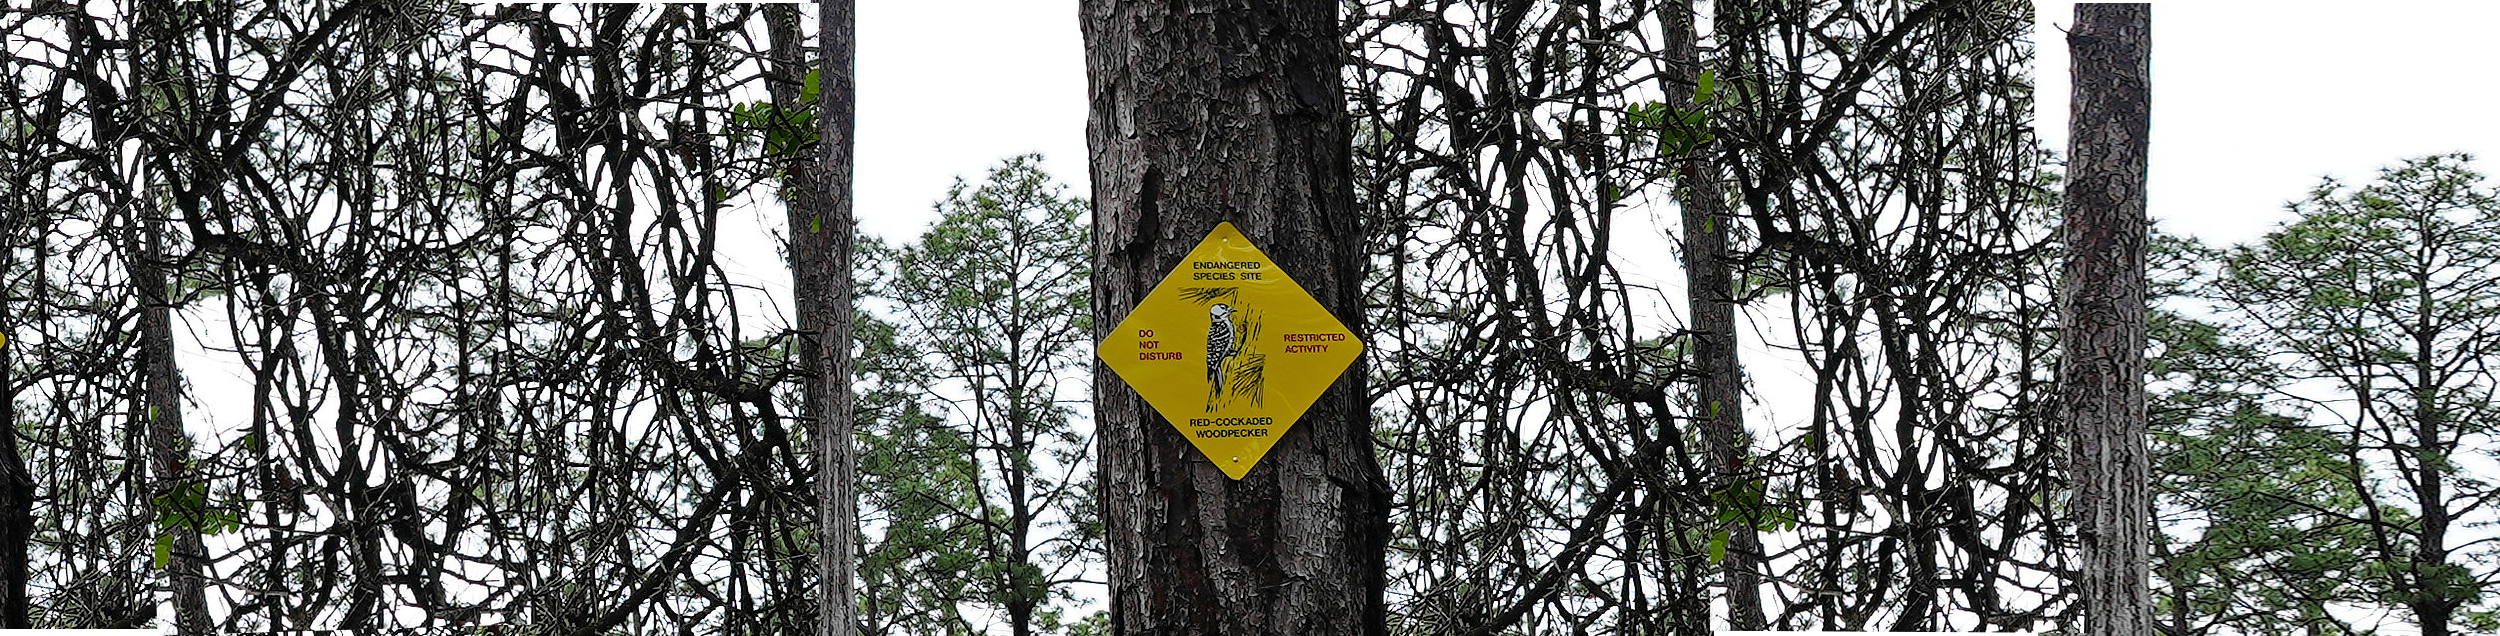 ENDANGERED
SPECIES SITE
DO
NOT
DISTURB
RESTRICTED
ACTIVITY
RED-COCKADED
WOODPECKER